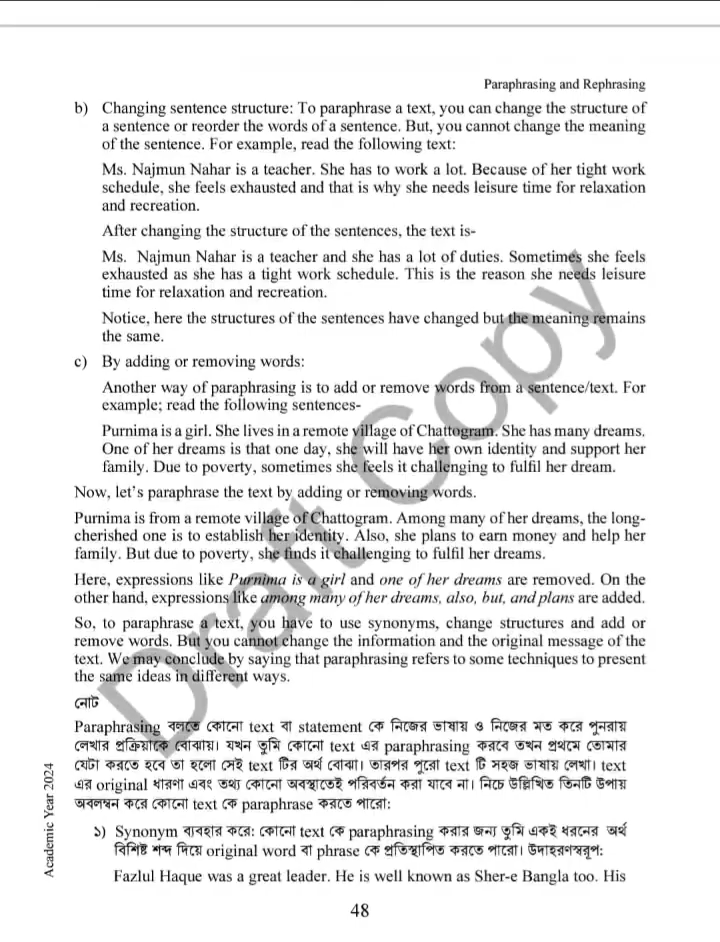 Paraphrasing and Rephrasing
b) Changing sentence structure: To paraphrase a text, you can change the structure of
a sentence or reorder the words of a sentence. But, you cannot change the meaning
of the sentence. For example, read the following text:
Ms. Najmun Nahar is a teacher. She has to work a lot. Because of her tight work
schedule, she feels exhausted and that is why she needs leisure time for relaxation
and recreation.
After changing the structure of the sentences, the text is-
Ms. Najmun Nahar is a teacher and she has a lot of duties. Sometimes she feels
exhausted as she has a tight work schedule. This is the reason she needs leisure
time for relaxation and recreation.
Notice, here the structures of the sentences have changed but the meaning remains
the same.
c) By adding or removing words:
Another way of paraphrasing is to add or remove words from a sentence/text. For
example; read the following sentences-
Purnima is a girl. She lives in a remote village of Chattogram. She has many dreams.
One of her dreams is that one day, she will have her own identity and support her
family. Due to poverty, sometimes she feels it challenging to fulfil her dream.
Now, let's paraphrase the text by adding or removing words.
Purnima is from a remote village of Chattogram. Among many of her dreams, the long-
cherished one is to establish her identity. Also, she plans to earn money and help her
family. But due to poverty, she finds it challenging to fulfil her dreams.
Here, expressions like Purnima is a girl and one of her dreams are removed. On the
other hand, expressions like among many of her dreams, also, but, and plans are added.
So, to paraphrase a text, you have to use synonyms, change structures and add or
remove words. But you cannot change the information and the original message of the
text. We may conclude by saying that paraphrasing refers to some techniques to present
the same ideas in different ways.
নোট
Paraphrasing বলতে কোনো text বা statement কে নিজের ভাষায় ও নিজের মত করে পুনরায়
লেখার প্রক্রিয়াকে বোঝায়। যখন তুমি কোনো text এর paraphrasing করবে তখন প্রথমে তোমার
যেটা করতে হবে তা হলো সেই text টির অর্থ বোঝা। তারপর পুরো text টি সহজ ভাষায় লেখা। text
এর original ধারণা এবং তথ্য কোনো অবস্থাতেই পরিবর্তন করা যাবে না। নিচে উল্লিখিত তিনটি উপায়
অবলম্বন করে কোনো text কে paraphrase করতে পারো:
১) Synonym ব্যবহার করে: কোনো text কে paraphrasing করার জন্য তুমি একই ধরনের অর্থ
বিশিষ্ট শব্দ দিয়ে original word বা phrase কে প্রতিস্থাপিত করতে পারো। উদাহরণস্বরূপ:
Fazlul Haque was a great leader. He is well known as Sher-e Bangla too. His
Academic Year 2024
48
Draft Copy